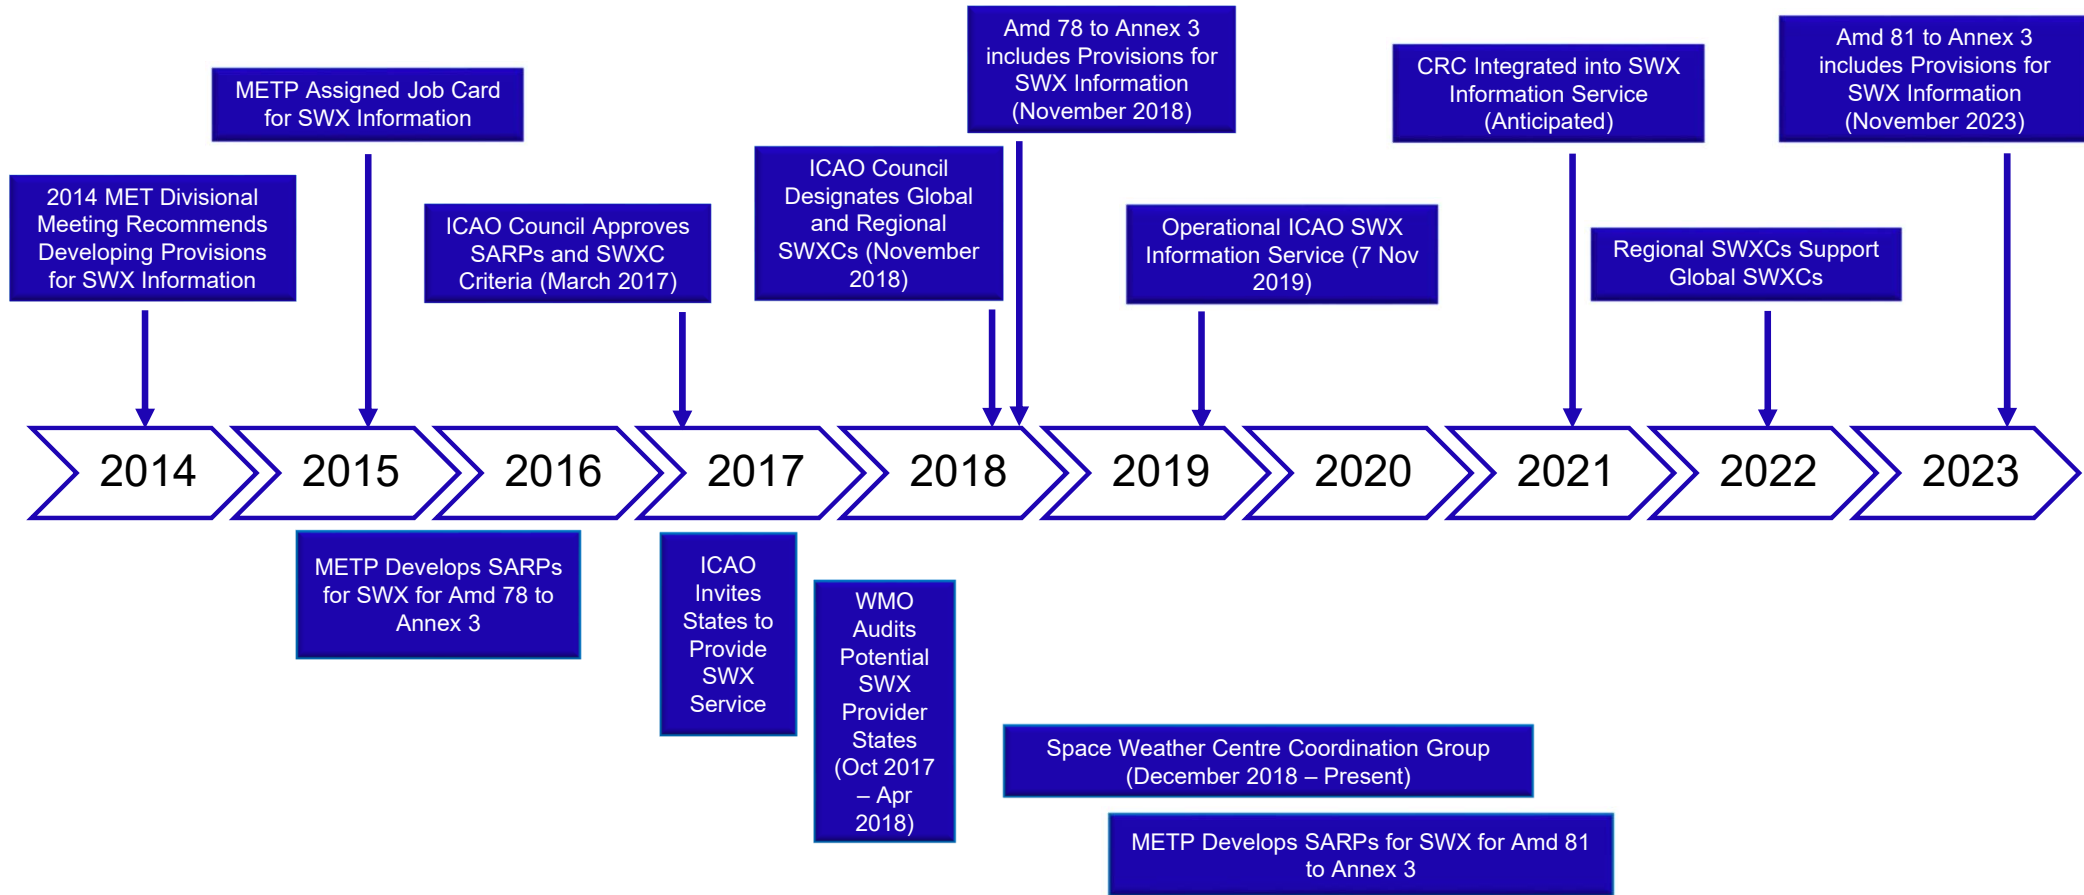 2014 MET Divisional
Meeting Recommends
Developing Provisions
for SWX Information
METP Assigned Job Card
for SWX Information
ICAO Council Approves
SARPs and SWXC
Criteria (March 2017)
ICAO Council
Designates Global
and Regional
SWXCs (November
2018)
Amd 78 to Annex 3
includes Provisions for
SWX Information
(November 2018)
Operational ICAO SWX
Information Service (7 Nov
2019)
CRC Integrated into SWX
Information Service
(Anticipated)
Regional SWXCs Support
Global SWXCs
Amd 81 to Annex 3
includes Provisions for
SWX Information
(November 2023)
2014
2015
2016
2017
2018
2019
2020
2021
2022
2023
METP Develops SARPs
for SWX for Amd 78 to
Annex 3
ICAO
Invites
States to
Provide
SWX
Service
WMO
Audits
Potential
SWX
Provider
States
(Oct 2017
– Apr
2018)
Space Weather Centre Coordination Group
(December 2018 – Present)
METP Develops SARPs for SWX for Amd 81
to Annex 3